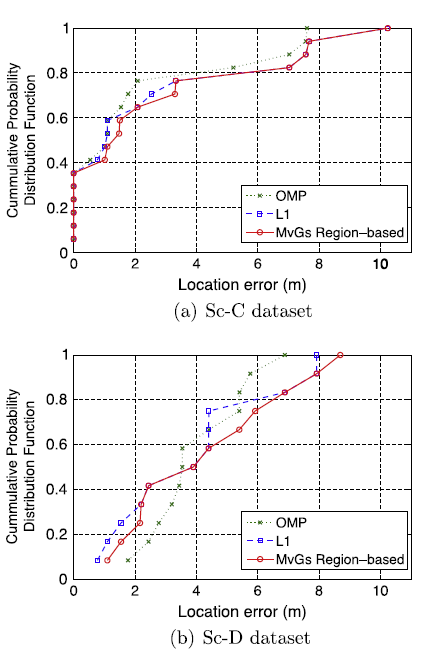 1
0.8
0.6
0.4
0.2
0
Cummulative Probability
Distribution Function
OMP
L1
MvGs Region–based
0 2 4 6 8 10
Location error (m)
(a) Sc-C dataset
1
0.8
0.6
0.4
0.2
0
Cummulative Probability
Distribution Function
OMP
L1
MvGs Region–based
0 2 4 6 8 10
Location error (m)
(b) Sc-D dataset